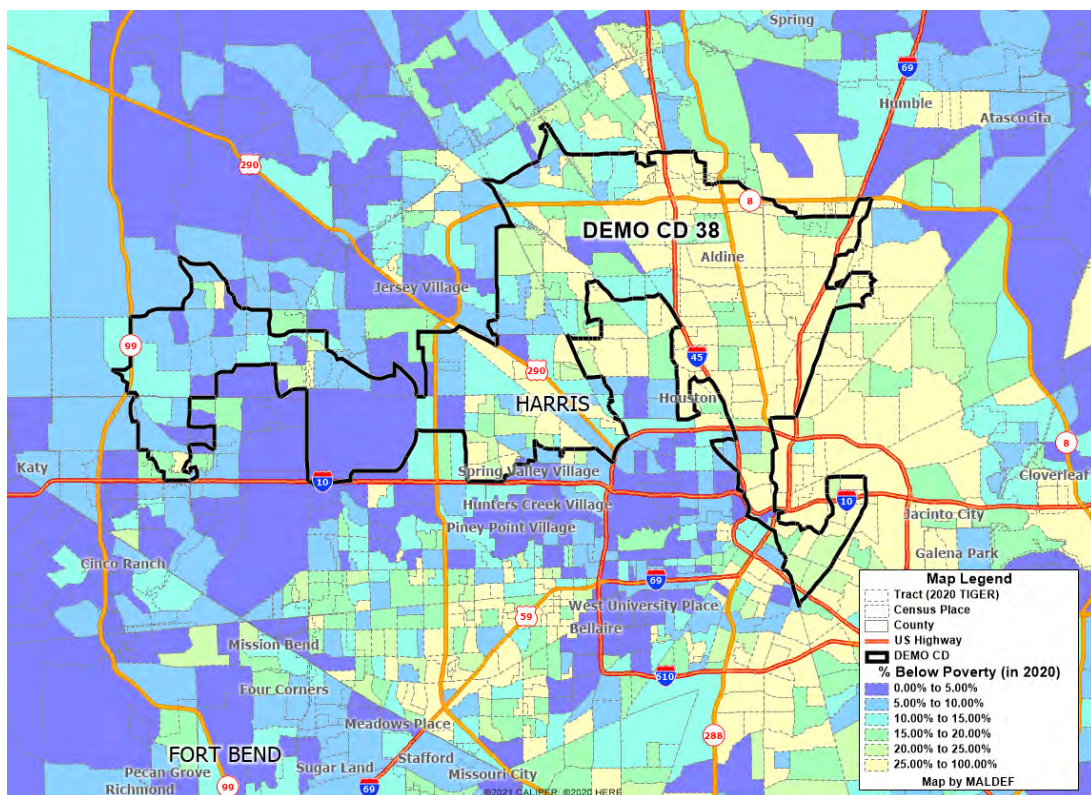 Spring
69
Humble
Atascocita
290
8
DEMO CD 38
Aldine
Jersey Village
99
45
290
Houston
HARRIS
8
Katy
Spring Valley Village
Cloverleaf
10
Hunters Creek Village
10
Jacinto City
Piney Point Village
Galena Park
Cinco Ranch
69
West University Place
59
Bellaire
Mission Bend
610
Four Corners
Meadows Place
288
FORT BEND
Stafford
Pecan Grove
Sugar Land
Missouri City
Richmond
99
69
©2021 CALIPER; ©2020 HERE
Map Legend
Tract (2020 TIGER)
Census Place
County
US Highway
DEMO CD
% Below Poverty (in 2020)
0.00% to 5.00%
5.00% to 10.00%
10.00% to 15.00%
15.00% to 20.00%
20.00% to 25.00%
25.00% to 100.00%
Map by MALDEF